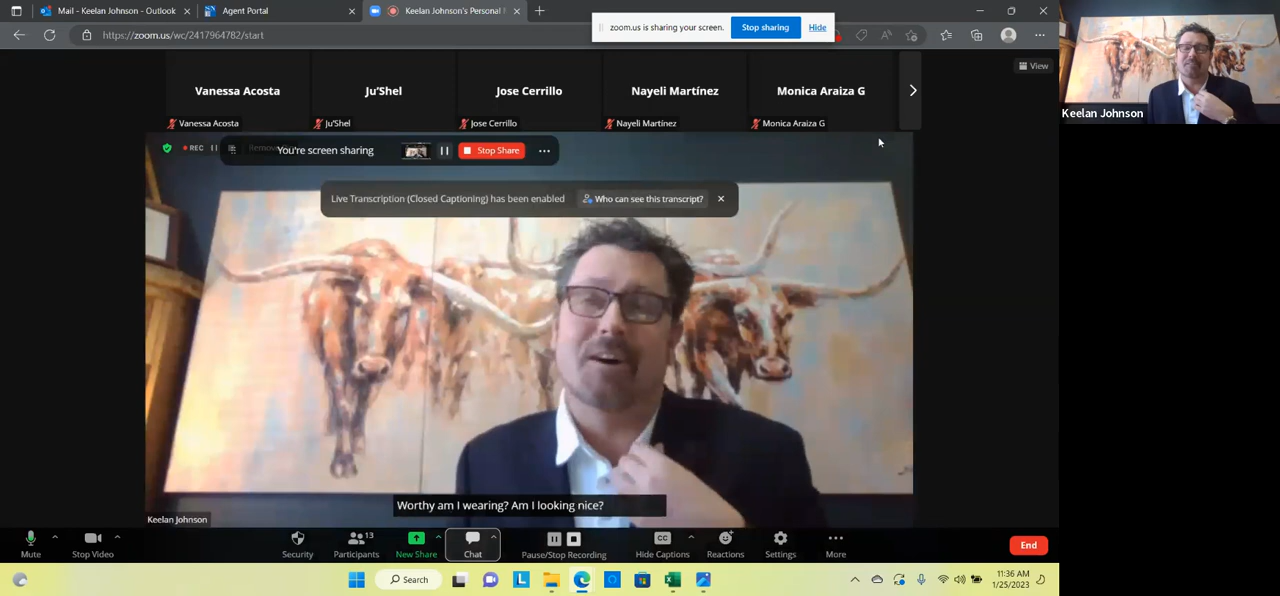 Mail - Keelan Johnson - Outlook
Agent Portal
Keelan Johnson's Personal
zoom.us is sharing your screen.
Stop sharing
Hide
https://zoom.us/wc/2417964782/start
View
Vanessa Acosta
Ju'Shel
Jose Cerrillo
Nayeli Martínez
Monica Araiza G
Vanessa Acosta
Ju'Shel
Jose Cerrillo
Nayeli Martínez
Monica Araiza G
Keelan Johnson
REC
You're screen sharing
Stop Share
Live Transcription (Closed Captioning) has been enabled
Who can see this transcript?
Worthy am I wearing? Am I looking nice?
Keelan Johnson
Mute
Stop Video
Security
Participants
13
New Share
Chat
Pause/Stop Recording
CC
Hide Captions
Reactions
Settings
More
End
Search
L
11:36 AM
1/25/2023